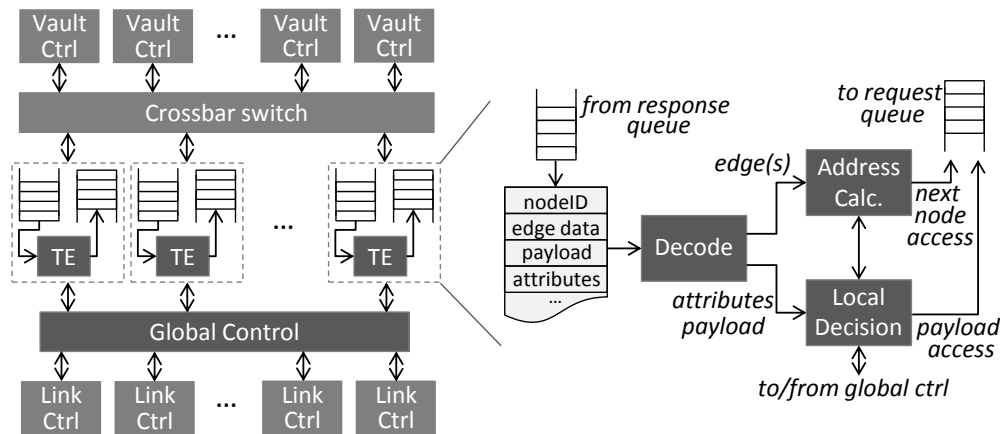 Vault
Ctrl
Vault
Ctrl
...
Vault
Ctrl
Vault
Ctrl
Crossbar switch
TE
TE
...
TE
Global Control
Link
Ctrl
Link
Ctrl
...
Link
Ctrl
Link
Ctrl
from response
queue
nodeID
edge data
payload
attributes
...
Decode
edge(s)
attributes
payload
Address
Calc.
Local
Decision
to request
queue
next
node
access
payload
access
to/from global ctrl